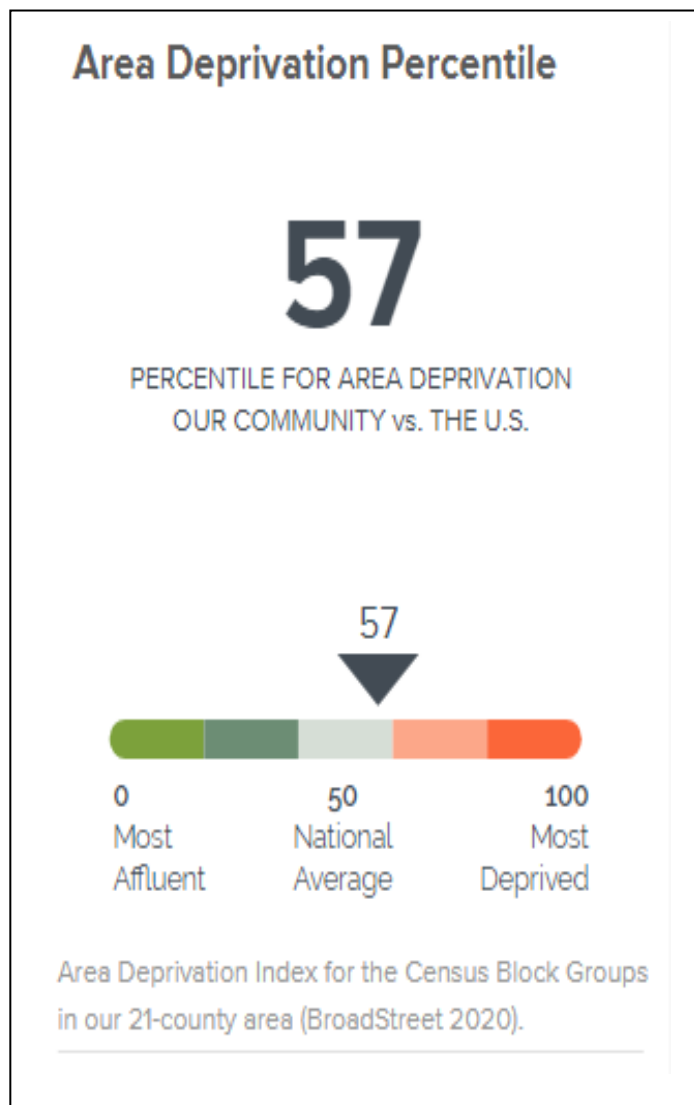 Area Deprivation Percentile
57
PERCENTILE FOR AREA DEPRIVATION
OUR COMMUNITY vs. THE U.S.
57
0 50 100
Most National Most
Affluent Average Deprived
Area Deprivation Index for the Census Block Groups
in our 21-county area (BroadStreet 2020).